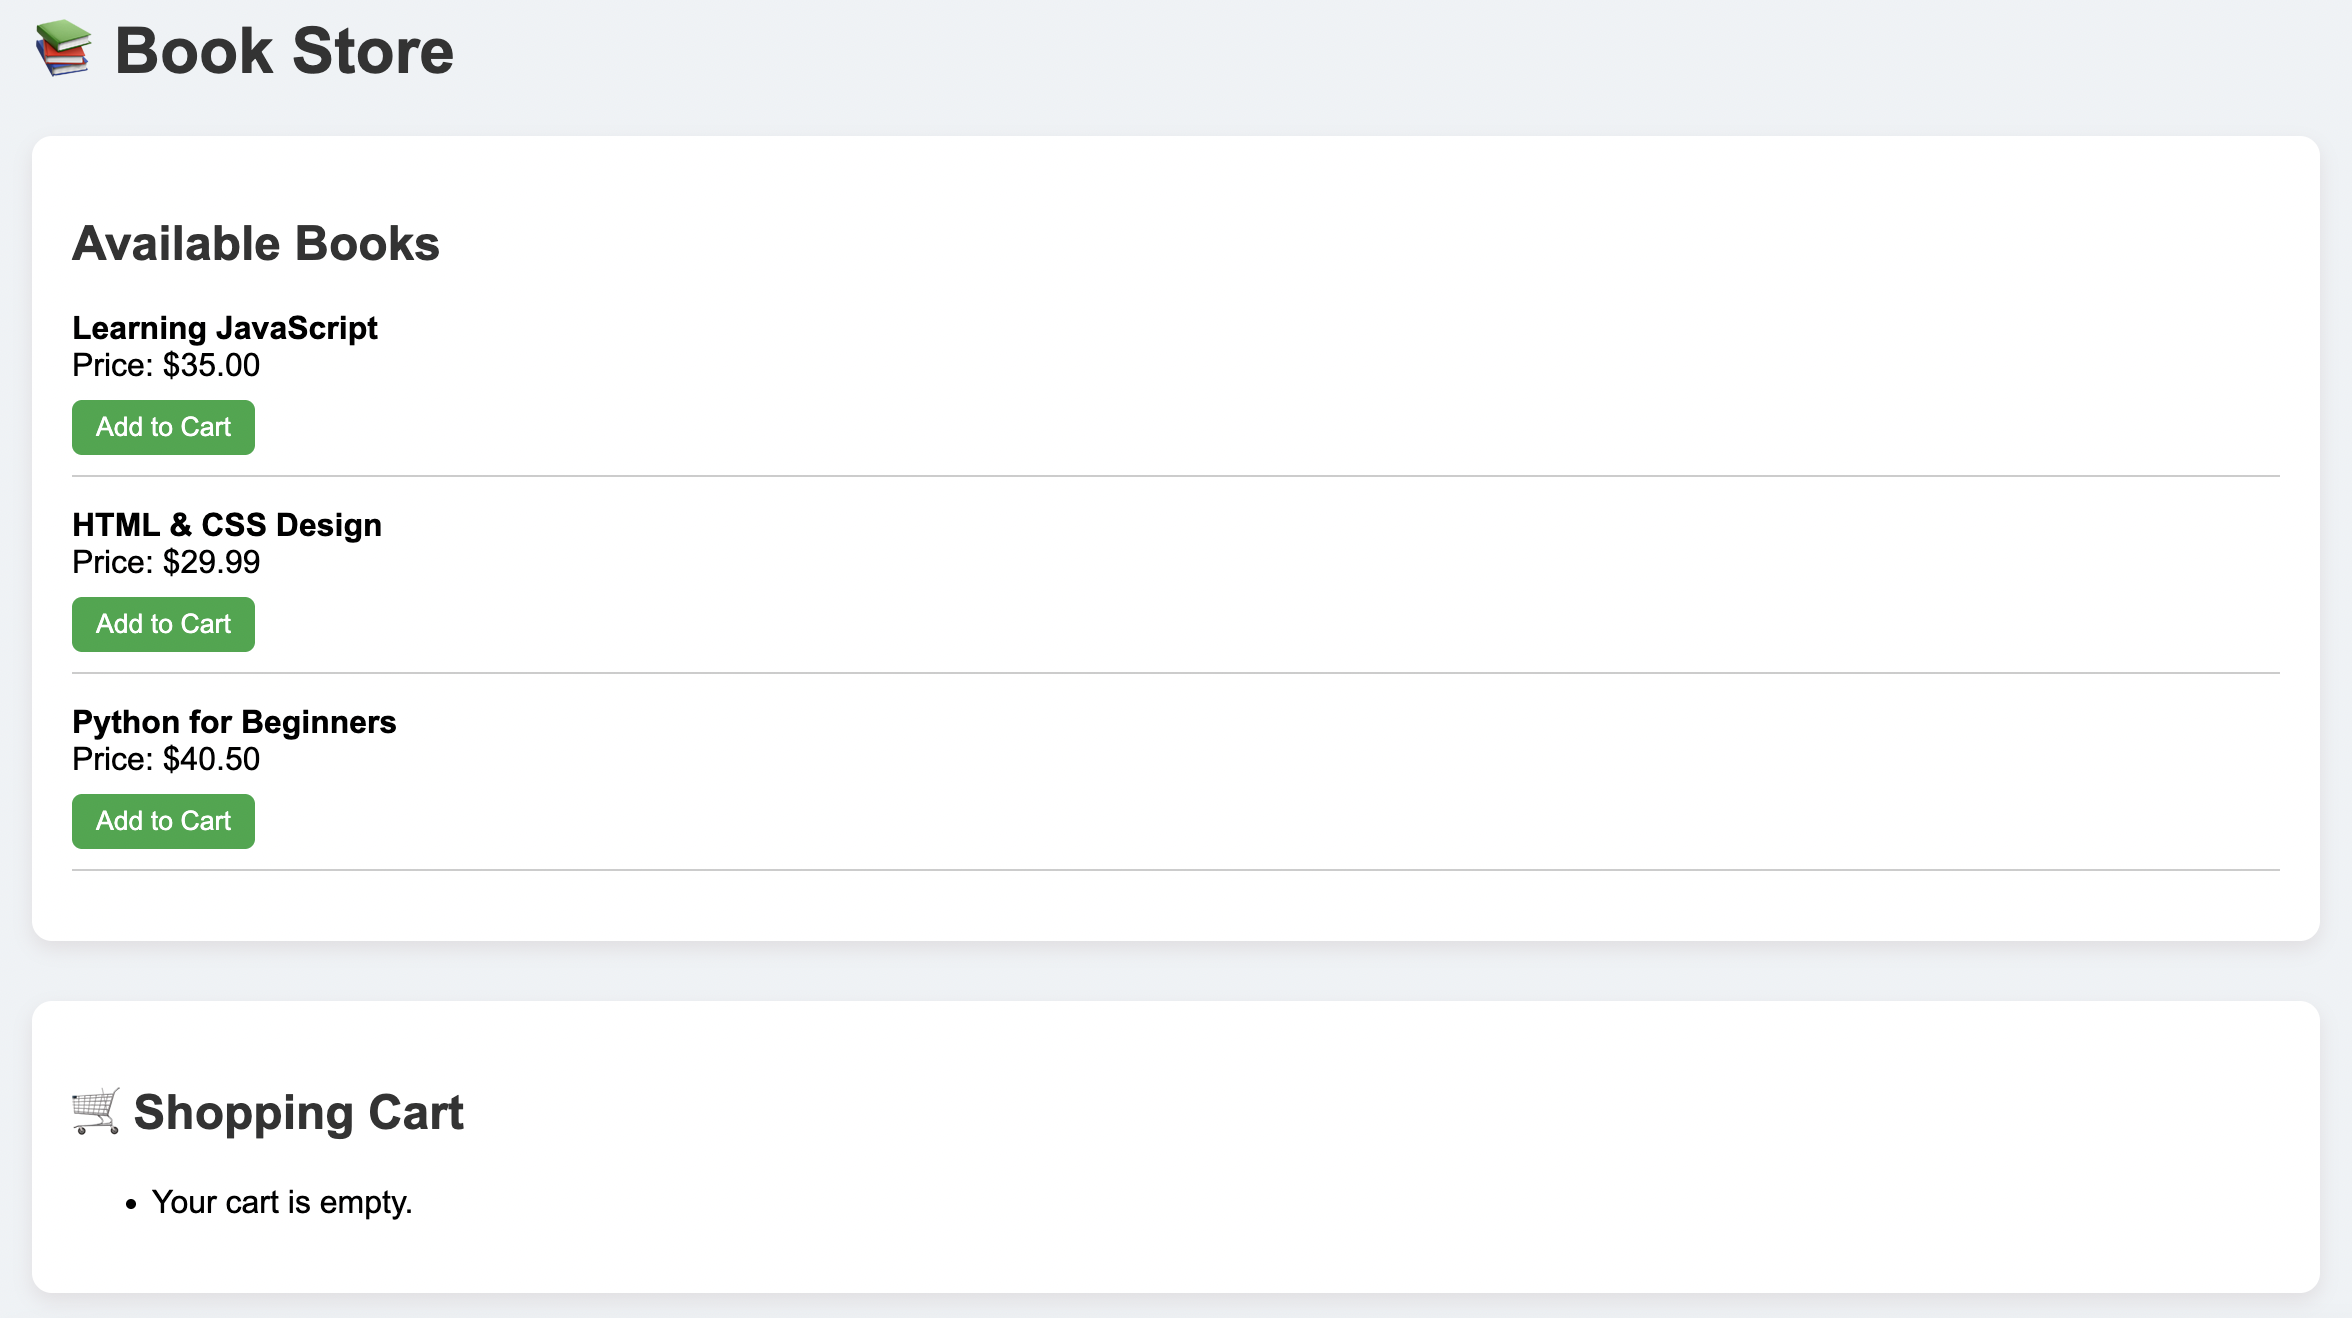 Book Store
Available Books
Learning JavaScript
Price: $35.00
Add to Cart
HTML & CSS Design
Price: $29.99
Add to Cart
Python for Beginners
Price: $40.50
Add to Cart
Shopping Cart
• Your cart is empty.